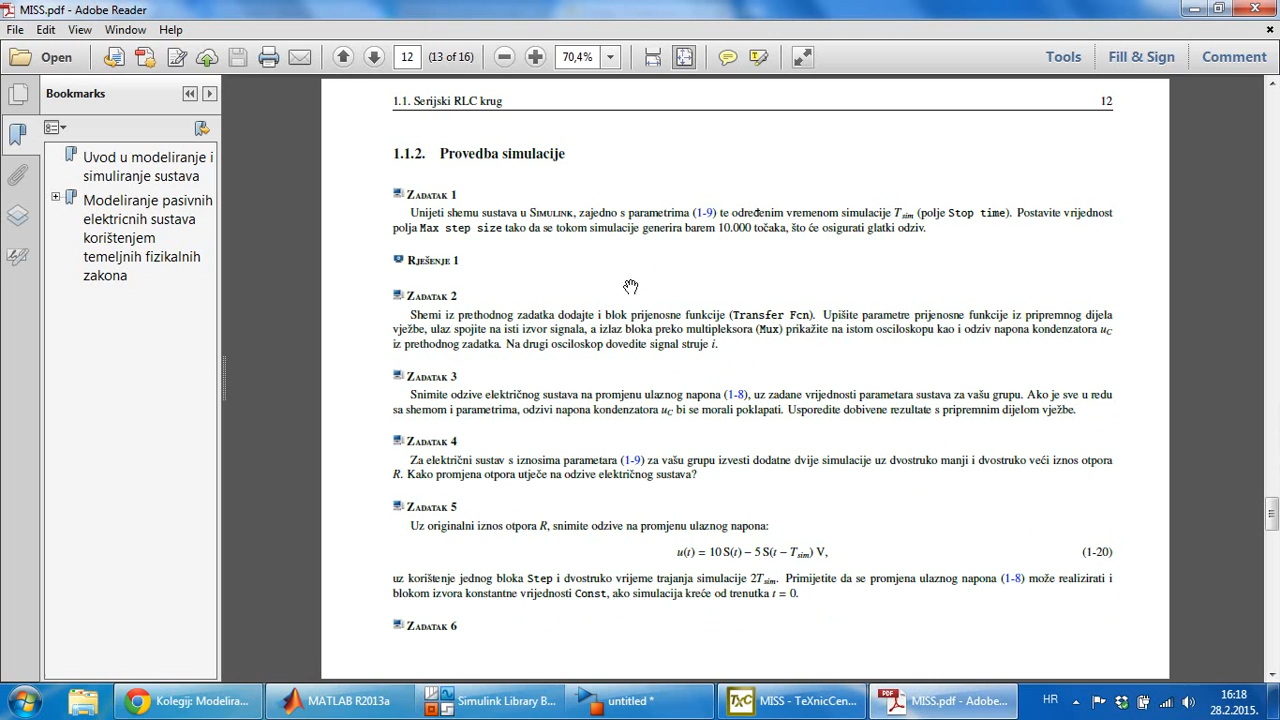 MISS.pdf - Adobe Reader
File Edit View Window Help
Open 12 (13 of 16) 70,4% Tools Fill & Sign Comment
Bookmarks
Uvod u modeliranje i
simuliranje sustava
Modeliranje pasivnih
elektricnih sustava
korištenjem
temeljnih fizikalnih
zakona
1.1. Serijski RLC krug 12
1.1.2. Provedba simulacije
Zadatak 1
Unijeti shemu sustava u Simulink, zajedno s parametrima (1-9) te određenim vremenom simulacije Tsim (polje Stop time). Postavite vrijednost
polja Max step size tako da se tokom simulacije generira barem 10.000 točaka, što će osigurati glatki odziv.
Rješenje 1
Zadatak 2
Shemi iz prethodnog zadatka dodajte i blok prijenosne funkcije (Transfer Fcn). Upišite parametre prijenosne funkcije iz pripremnog dijela
vježbe, ulaz spojite na isti izvor signala, a izlaz bloka preko multipleksora (Mux) prikažite na istom osciloskopu kao i odziv napona kondenzatora uC
iz prethodnog zadatka. Na drugi osciloskop dovedite signal struje i.
Zadatak 3
Snimite odzive električnog sustava na promjenu ulaznog napona (1-8), uz zadane vrijednosti parametara sustava za vašu grupu. Ako je sve u redu
sa shemom i parametrima, odzivi napona kondenzatora uC bi se morali poklapati. Usporedite dobivene rezultate s pripremnim dijelom vježbe.
Zadatak 4
Za električni sustav s iznosima parametara (1-9) za vašu grupu izvesti dodatne dvije simulacije uz dvostruko manji i dvostruko veći iznos otpora
R. Kako promjena otpora utječe na odzive električnog sustava?
Zadatak 5
Uz originalni iznos otpora R, snimite odzive na promjenu ulaznog napona:
u(t) = 10 S(t) − 5 S(t − Tsim) V, (1-20)
uz korištenje jednog bloka Step i dvostruko vrijeme trajanja simulacije 2Tsim. Primijetite da se promjena ulaznog napona (1-8) može realizirati i
blokom izvora konstantne vrijednosti Const, ako simulacija kreće od trenutka t = 0.
Zadatak 6
Kolegij: Modelira... MATLAB R2013a Simulink Library B... untitled * MISS - TeXnicCen... MISS.pdf - Adobe... HR 16:18
28.2.2015.